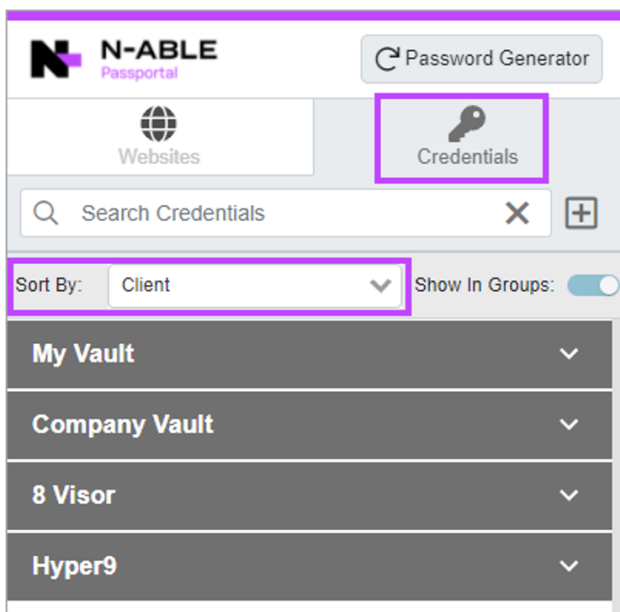 N-ABLE
Passportal
Password Generator
Websites
Credentials
Search Credentials
Sort By: Client Show In Groups:
My Vault
Company Vault
8 Visor
Hyper9